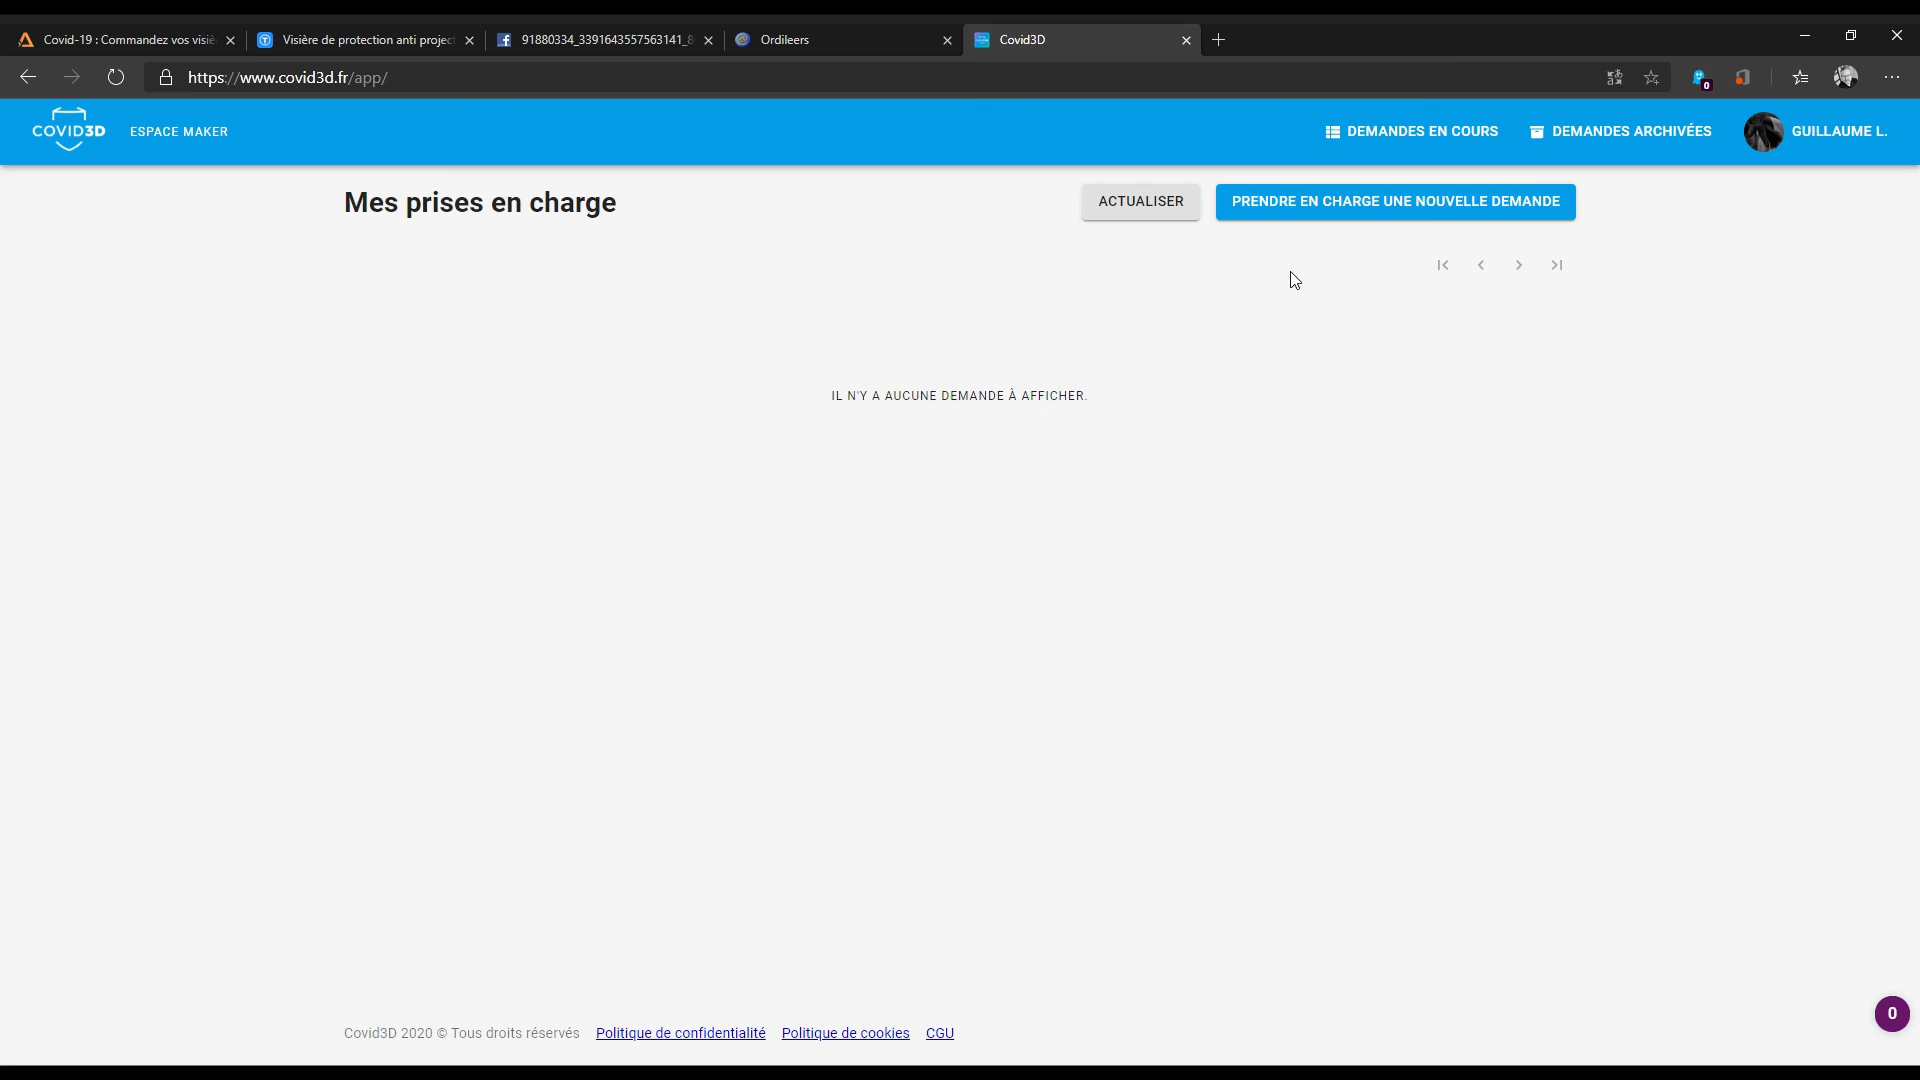 Covid-19 : Commandez vos visiè
Visière de protection anti project
91880334_3391643557563141_8
Ordileers
Covid3D
https://www.covid3d.fr/app/
0
COVID3D
ESPACE MAKER
DEMANDES EN COURS
DEMANDES ARCHIVÉES
GUILLAUME L.
Mes prises en charge
ACTUALISER
PRENDRE EN CHARGE UNE NOUVELLE DEMANDE
IL N'Y A AUCUNE DEMANDE À AFFICHER.
0
Covid3D 2020 © Tous droits réservés Politique de confidentialité Politique de cookies CGU